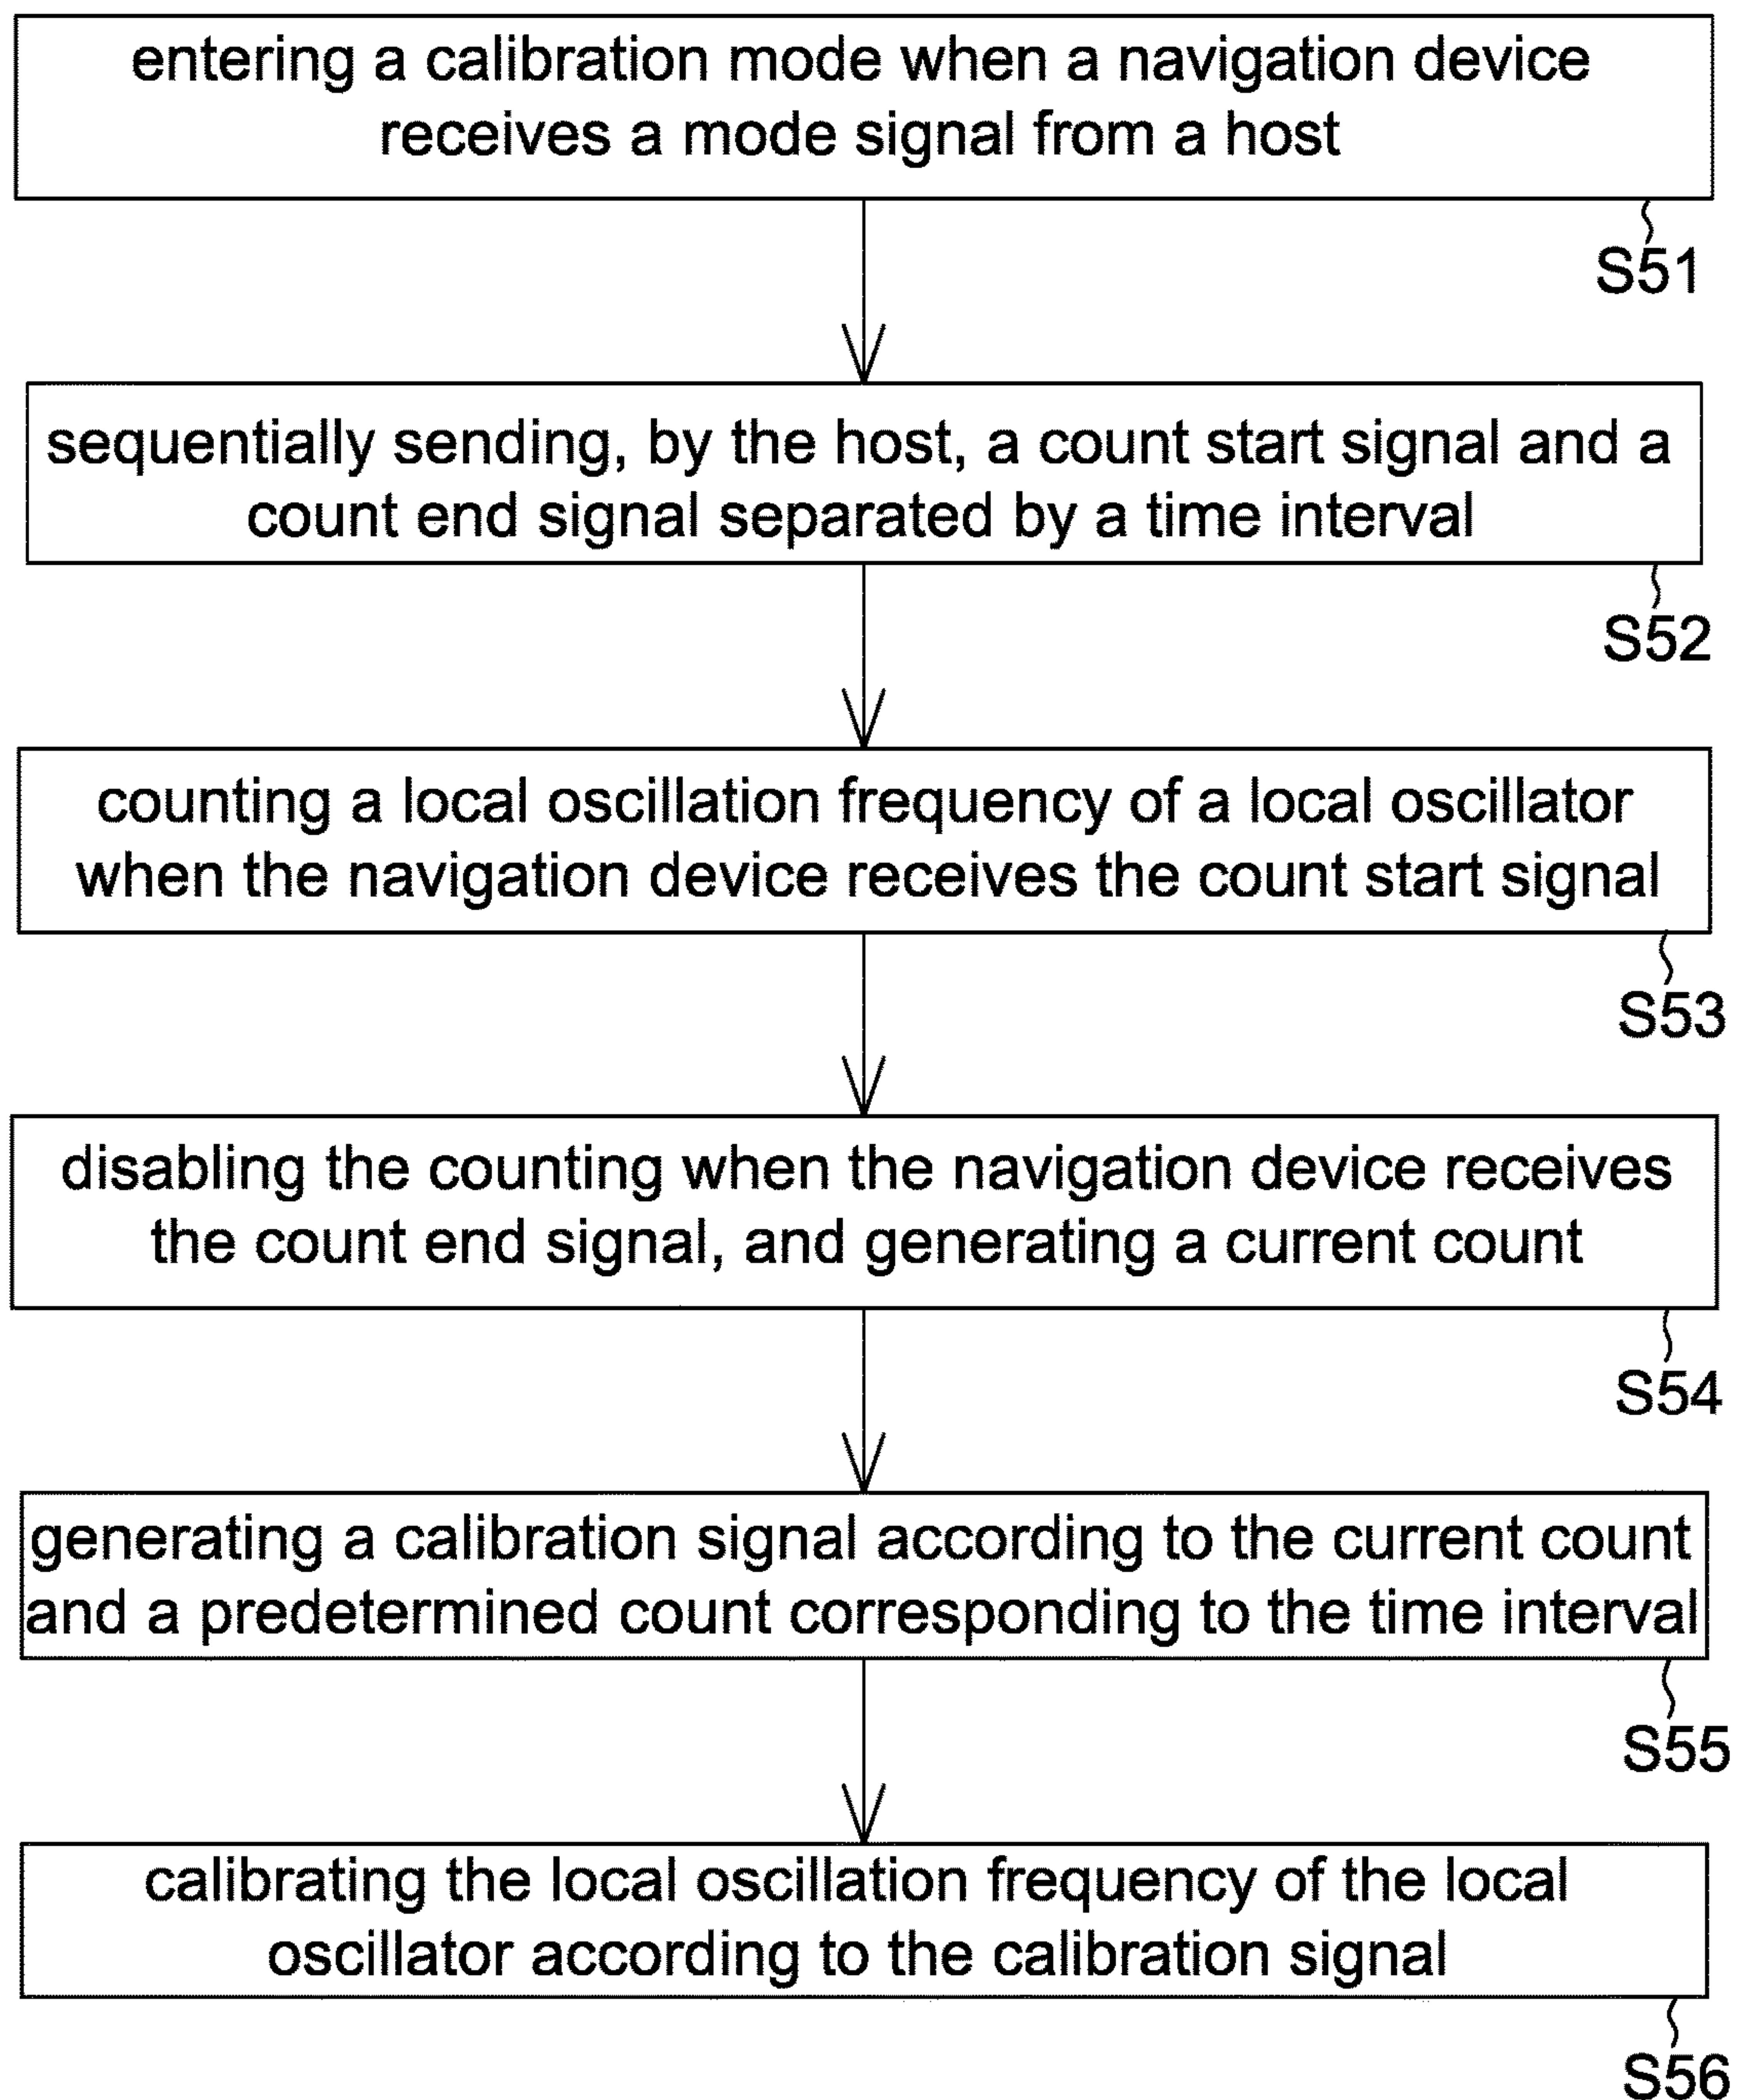 entering a calibration mode when a navigation device
receives a mode signal from a host
S51
sequentially sending, by the host, a count start signal and a
count end signal separated by a time interval
S52
counting a local oscillation frequency of a local oscillator
when the navigation device receives the count start signal
S53
disabling the counting when the navigation device receives
the count end signal, and generating a current count
S54
generating a calibration signal according to the current count
and a predetermined count corresponding to the time interval
S55
calibrating the local oscillation frequency of the local
oscillator according to the calibration signal
S56